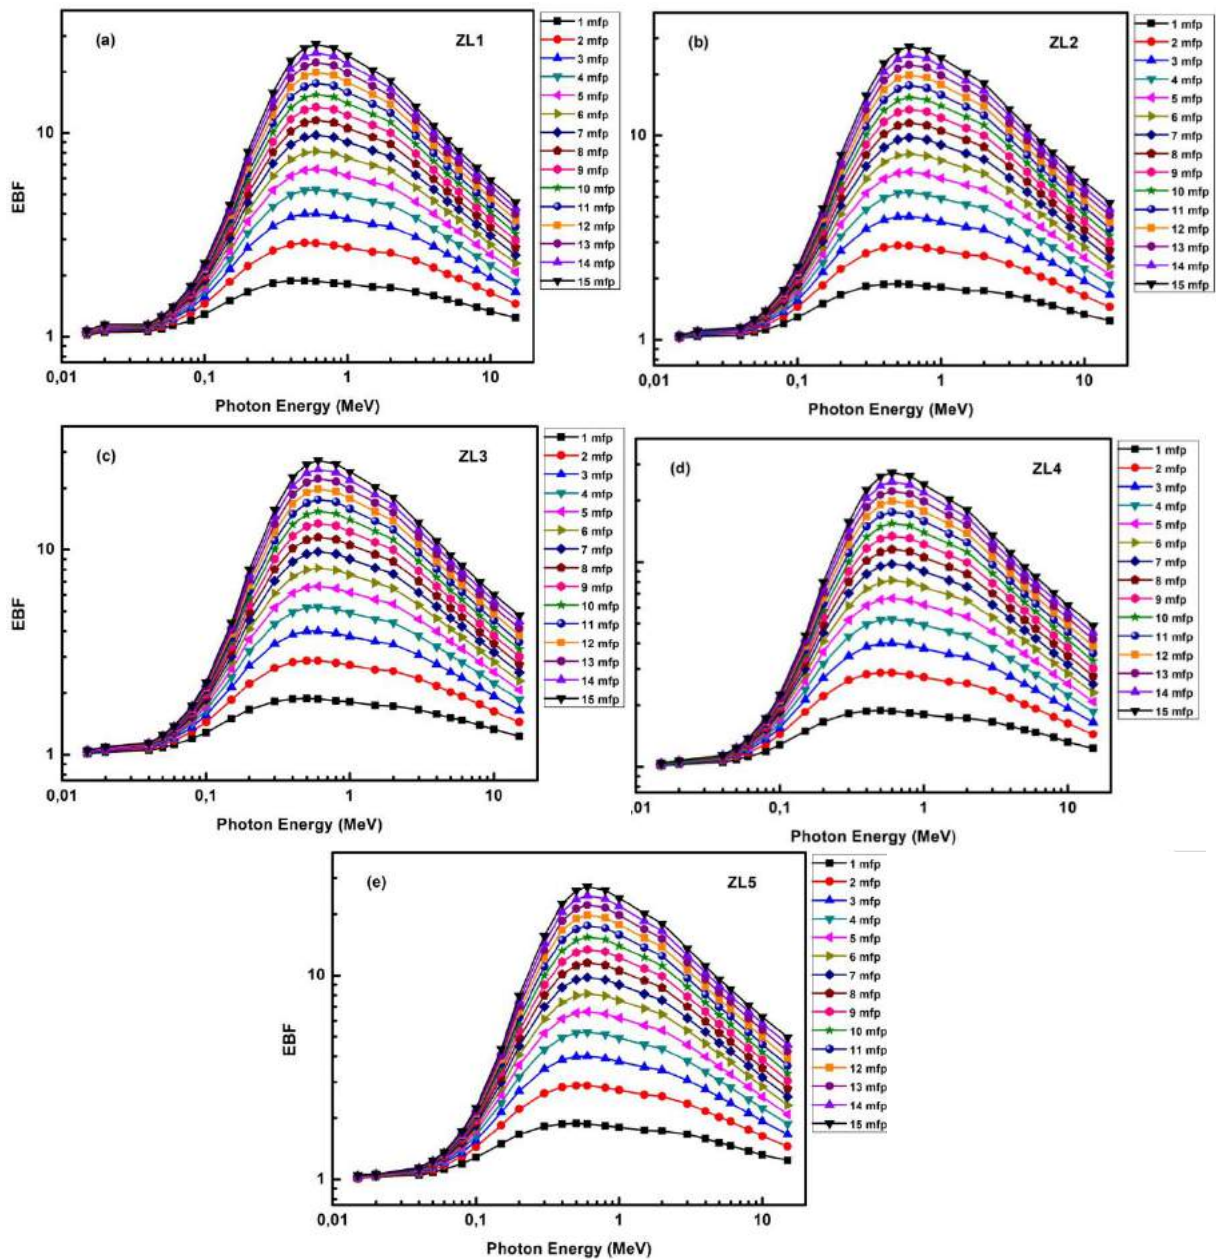 (a)
ZL1
1 mfp
2 mfp
3 mfp
4 mfp
5 mfp
6 mfp
7 mfp
8 mfp
9 mfp
10 mfp
11 mfp
12 mfp
13 mfp
14 mfp
15 mfp
EBF
10
1
0,01
0,1
1
10
Photon Energy (MeV)
(b)
ZL2
1 mfp
2 mfp
3 mfp
4 mfp
5 mfp
6 mfp
7 mfp
8 mfp
9 mfp
10 mfp
11 mfp
12 mfp
13 mfp
14 mfp
15 mfp
10
1
0,01
0,1
1
10
Photon Energy (MeV)
(c)
ZL3
1 mfp
2 mfp
3 mfp
4 mfp
5 mfp
6 mfp
7 mfp
8 mfp
9 mfp
10 mfp
11 mfp
12 mfp
13 mfp
14 mfp
15 mfp
EBF
10
1
0,01
0,1
1
10
Photon Energy (MeV)
(d)
ZL4
1 mfp
2 mfp
3 mfp
4 mfp
5 mfp
6 mfp
7 mfp
8 mfp
9 mfp
10 mfp
11 mfp
12 mfp
13 mfp
14 mfp
15 mfp
,01
0,1
1
10
Photon Energy (MeV)
(e)
ZL5
1 mfp
2 mfp
3 mfp
4 mfp
5 mfp
6 mfp
7 mfp
8 mfp
9 mfp
10 mfp
11 mfp
12 mfp
13 mfp
14 mfp
15 mfp
EBF
10
1
0,01
0,1
1
10
Photon Energy (MeV)